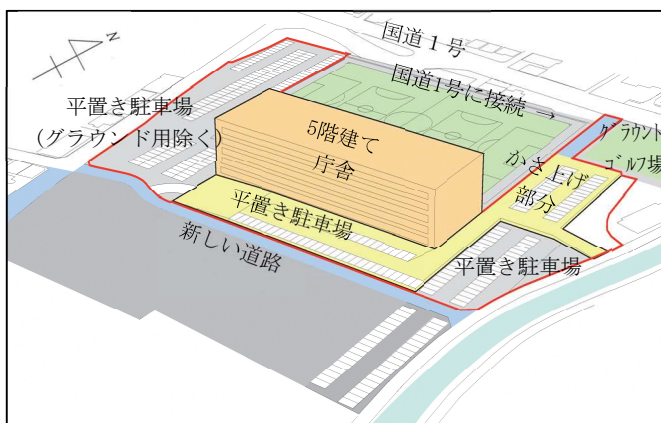 N
国道1号
国道1号に接続→
平置き駐車場
(グラウンド用除く)
5階建て
庁舎
グラウンド
ゴルフ場
かさ上げ
部分
平置き駐車場
新しい道路
平置き駐車場